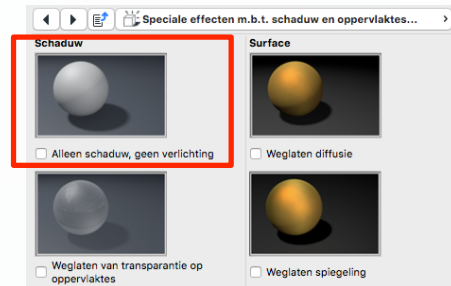 Speciale effecten m.b.t. schaduw en oppervlaktes...
Schaduw
Alleen schaduw, geen verlichting
Weglaten van transparantie op
oppervlaktes
Surface
Weglaten diffusie
Weglaten spiegeling